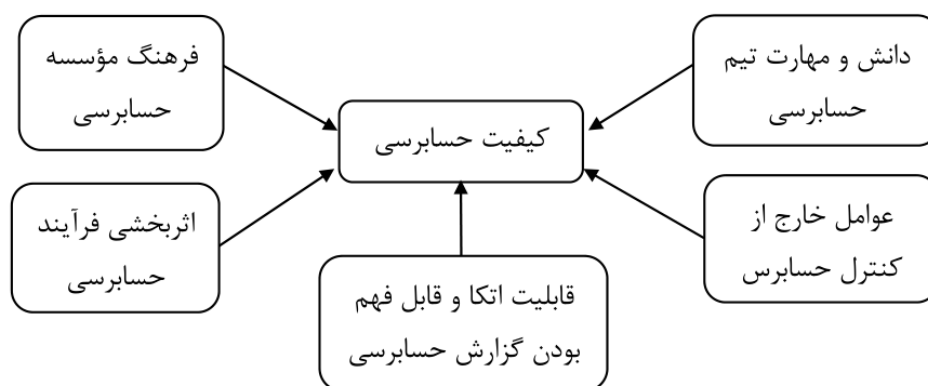 دانش و مهارت تیم
حسابرسی
فرهنگ مؤسسه
حسابرسی
کیفیت حسابرسی
عوامل خارج از
کنترل حسابرس
اثربخشی فرآیند
حسابرسی
قابلیت اتکا و قابل فهم
بودن گزارش حسابرسی